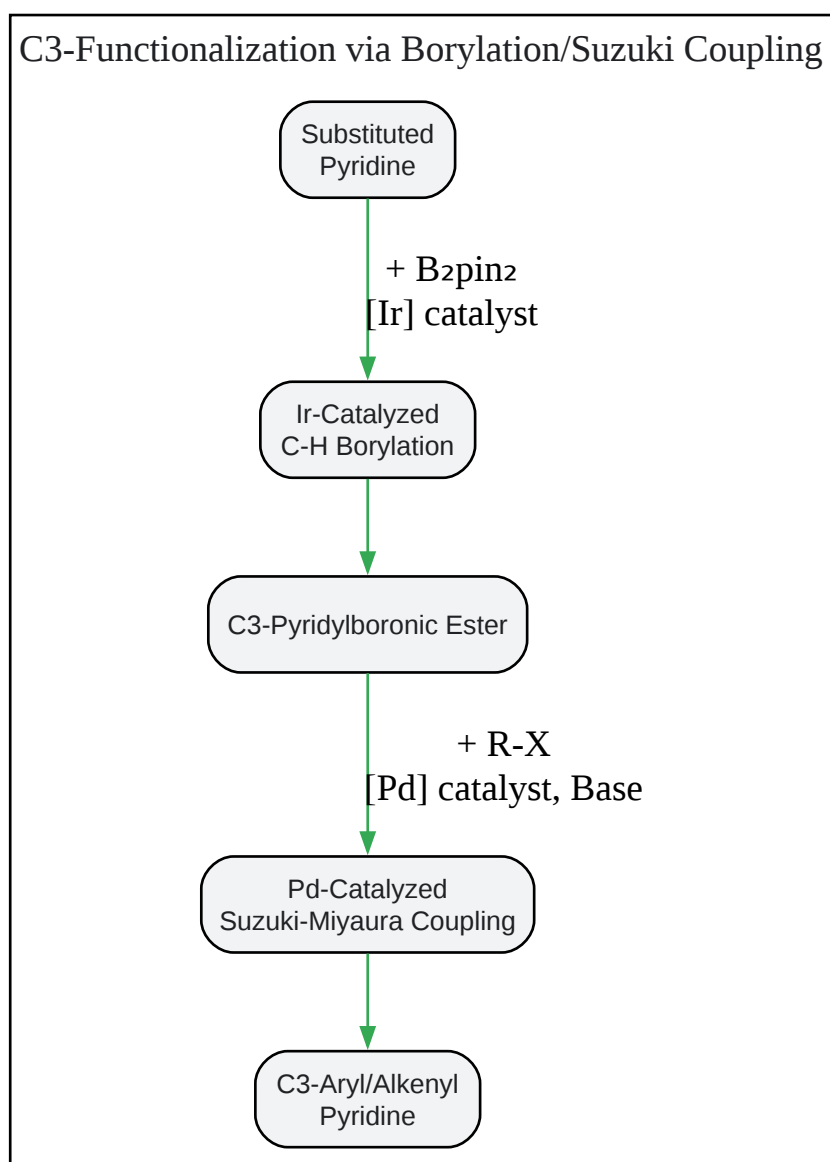 C3-Functionalization via Borylation/Suzuki Coupling
Substituted
Pyridine
+ B₂pin₂
[Ir] catalyst
Ir-Catalyzed
C-H Borylation
C3-Pyridylboronic Ester
+ R-X
[Pd] catalyst, Base
Pd-Catalyzed
Suzuki-Miyaura Coupling
C3-Aryl/Alkenyl
Pyridine